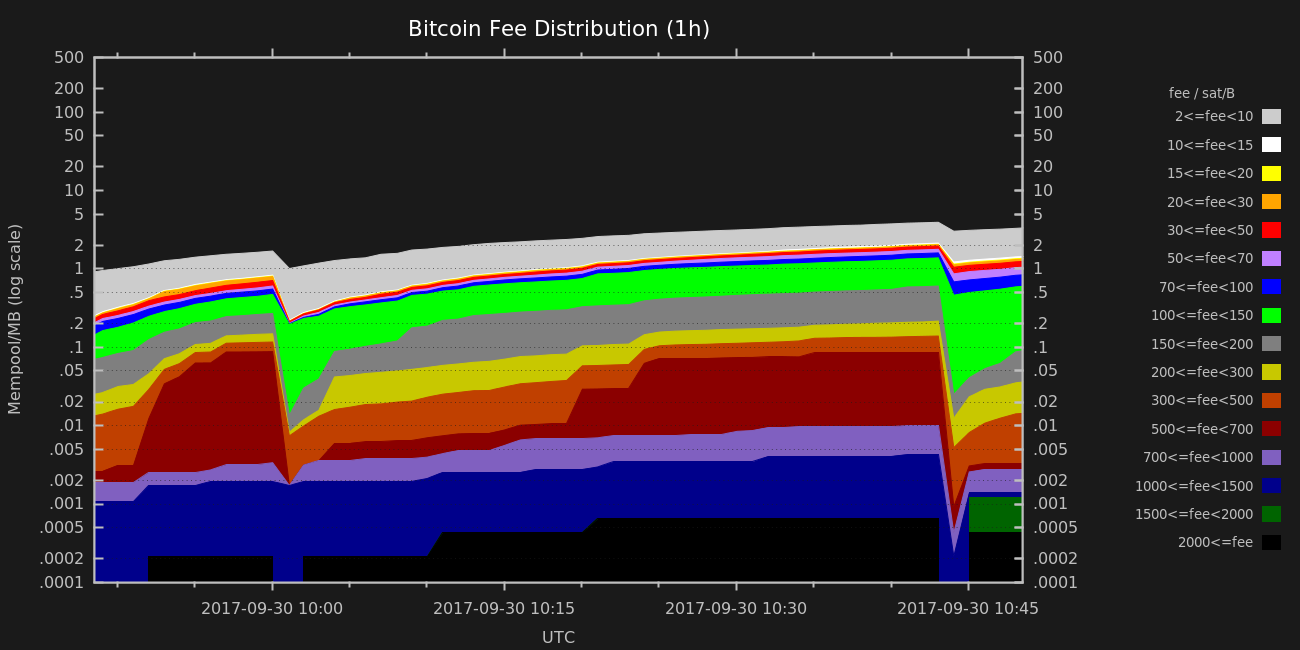 Bitcoin Fee Distribution (1h)
Mempool/MB (log scale)
500
200
100
50
20
10
5
2
1
.5
.2
.1
.05
.02
.01
.005
.002
.001
.0005
.0002
.0001
500
200
100
50
20
10
5
2
1
.5
.2
.1
.05
.02
.01
.005
.002
.001
.0005
.0002
.0001
2017-09-30 10:00
2017-09-30 10:15
2017-09-30 10:30
2017-09-30 10:45
UTC
fee / sat/B
2<=fee<10
10<=fee<15
15<=fee<20
20<=fee<30
30<=fee<50
50<=fee<70
70<=fee<100
100<=fee<150
150<=fee<200
200<=fee<300
300<=fee<500
500<=fee<700
700<=fee<1000
1000<=fee<1500
1500<=fee<2000
2000<=fee